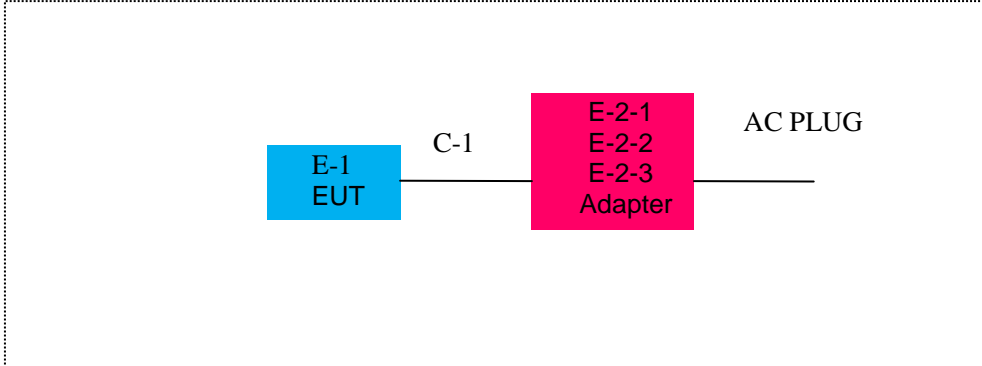 E-1
EUT
C-1
E-2-1
E-2-2
E-2-3
Adapter
AC PLUG